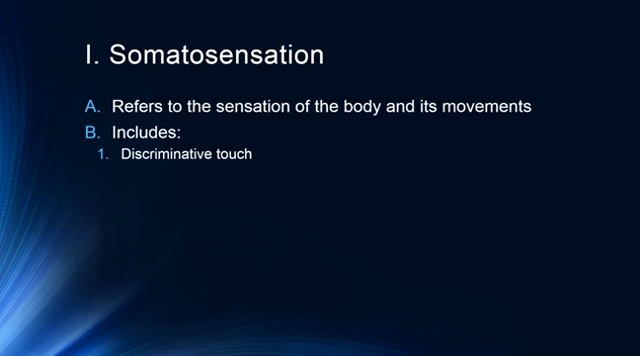 I. Somatosensation
A. Refers to the sensation of the body and its movements
B. Includes:
1. Discriminative touch